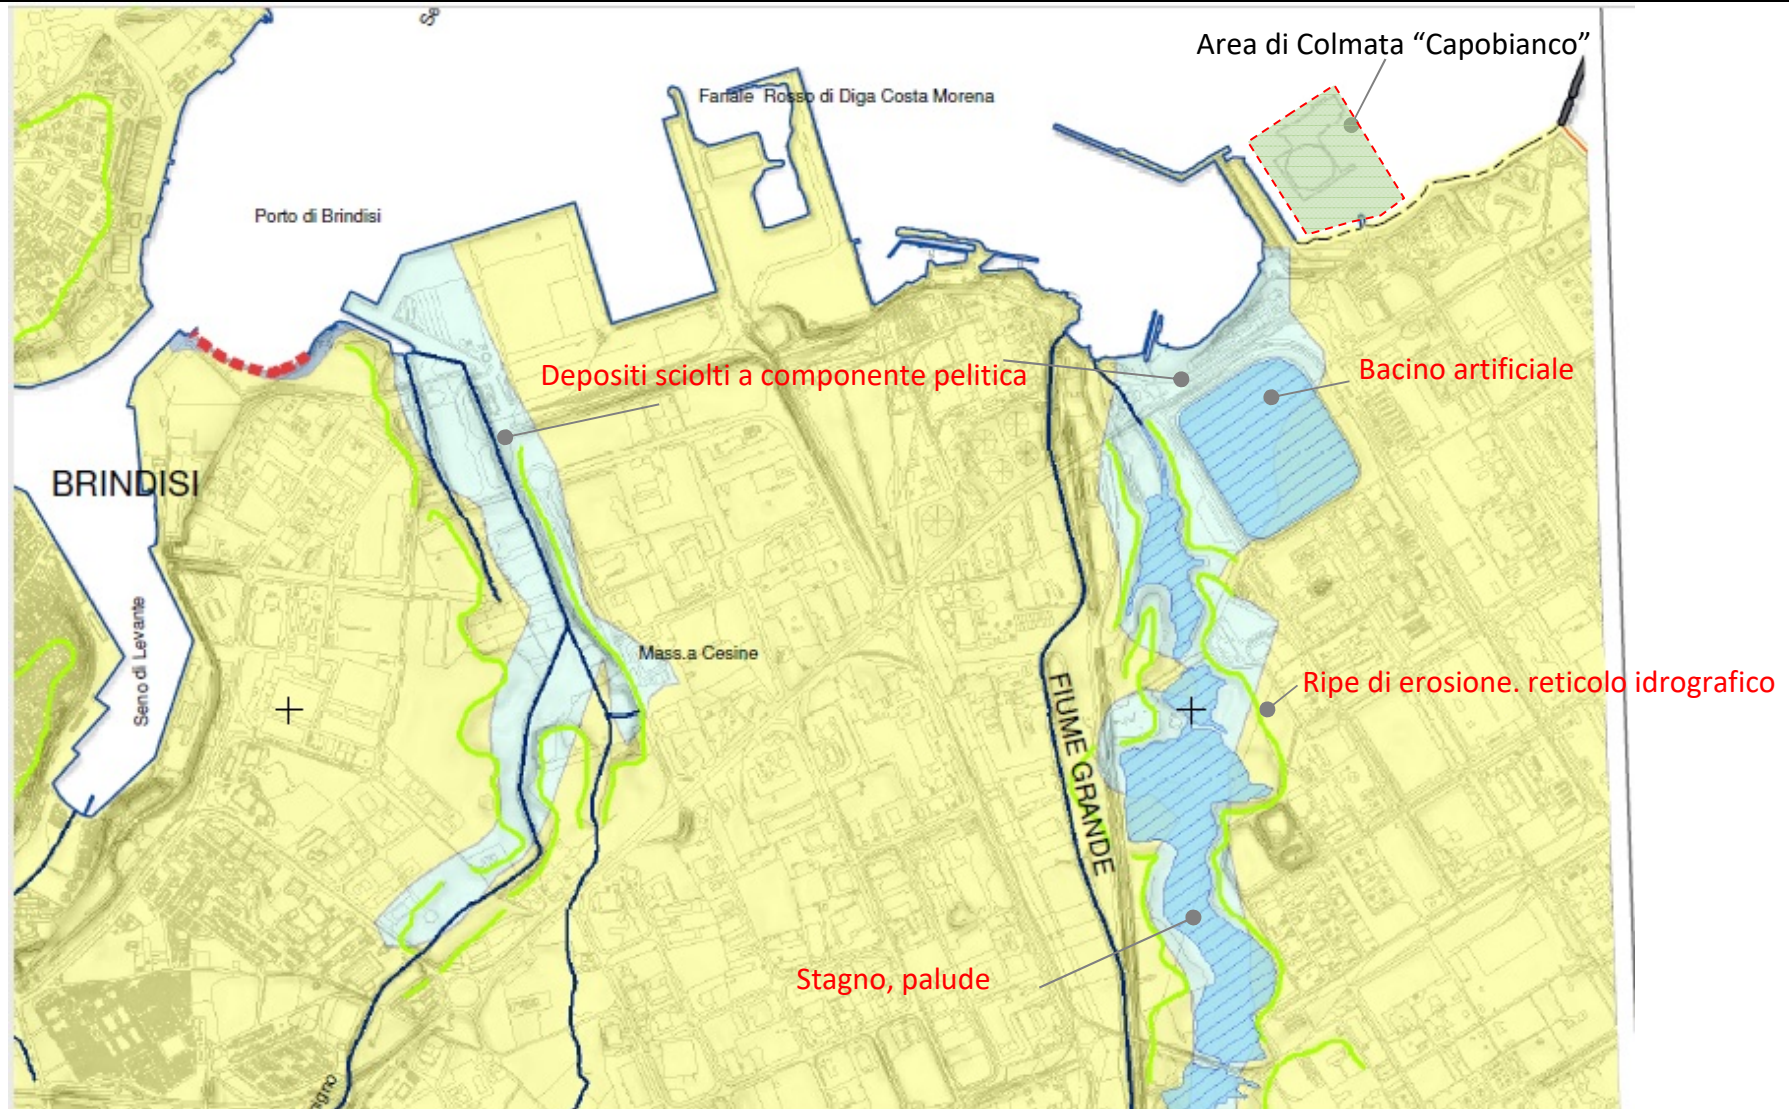 Area di Colmata “Capobianco”
Fanale Rosso di Diga Costa Morena
Porto di Brindisi
Depositi sciolti a componente pelitica
Bacino artificiale
BRINDISI
Seno di Levante
Mass.a Cesine
FIUME GRANDE
Ripe di erosione. reticolo idrografico
Stagno, palude